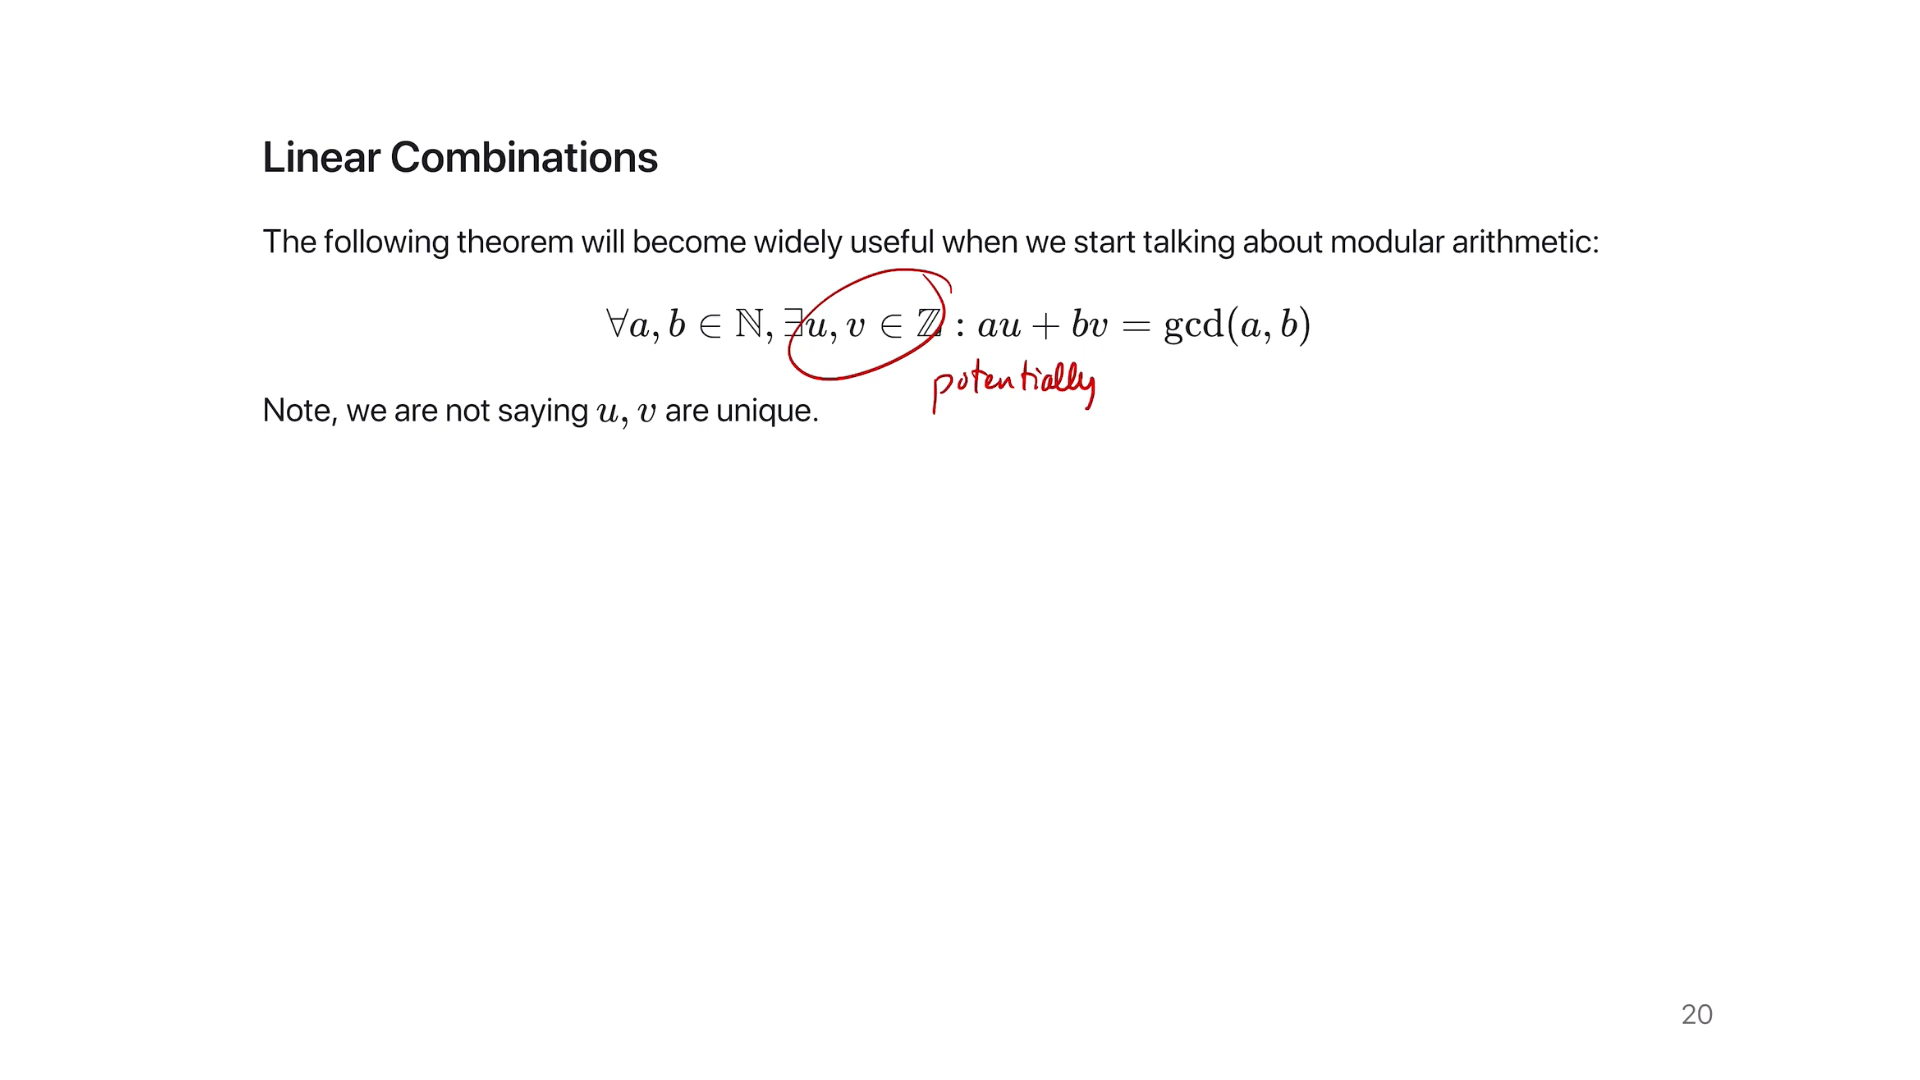 Linear Combinations
The following theorem will become widely useful when we start talking about modular arithmetic:
∀a, b ∈ ℕ, ∃u, v ∈ ℤ : au + bv = gcd(a, b)
potentially
Note, we are not saying u, v are unique.
20